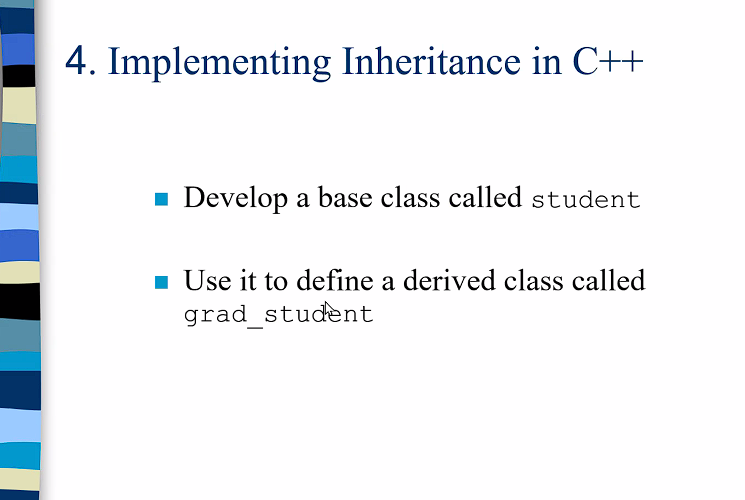 4. Implementing Inheritance in C++
Develop a base class called student
Use it to define a derived class called
grad_student